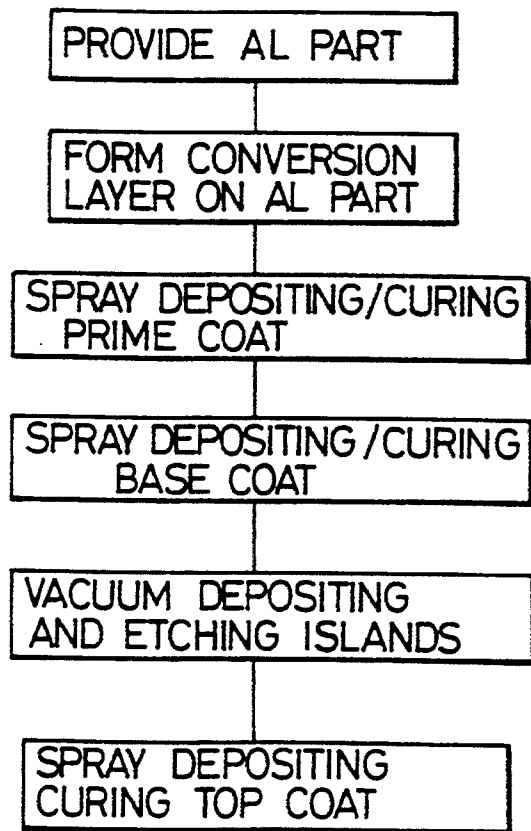 PROVIDE AL PART
FORM CONVERSION
LAYER ON AL PART
SPRAY DEPOSITING/CURING
PRIME COAT
SPRAY DEPOSITING/CURING
BASE COAT
VACUUM DEPOSITING
AND ETCHING ISLANDS
SPRAY DEPOSITING
CURING TOP COAT